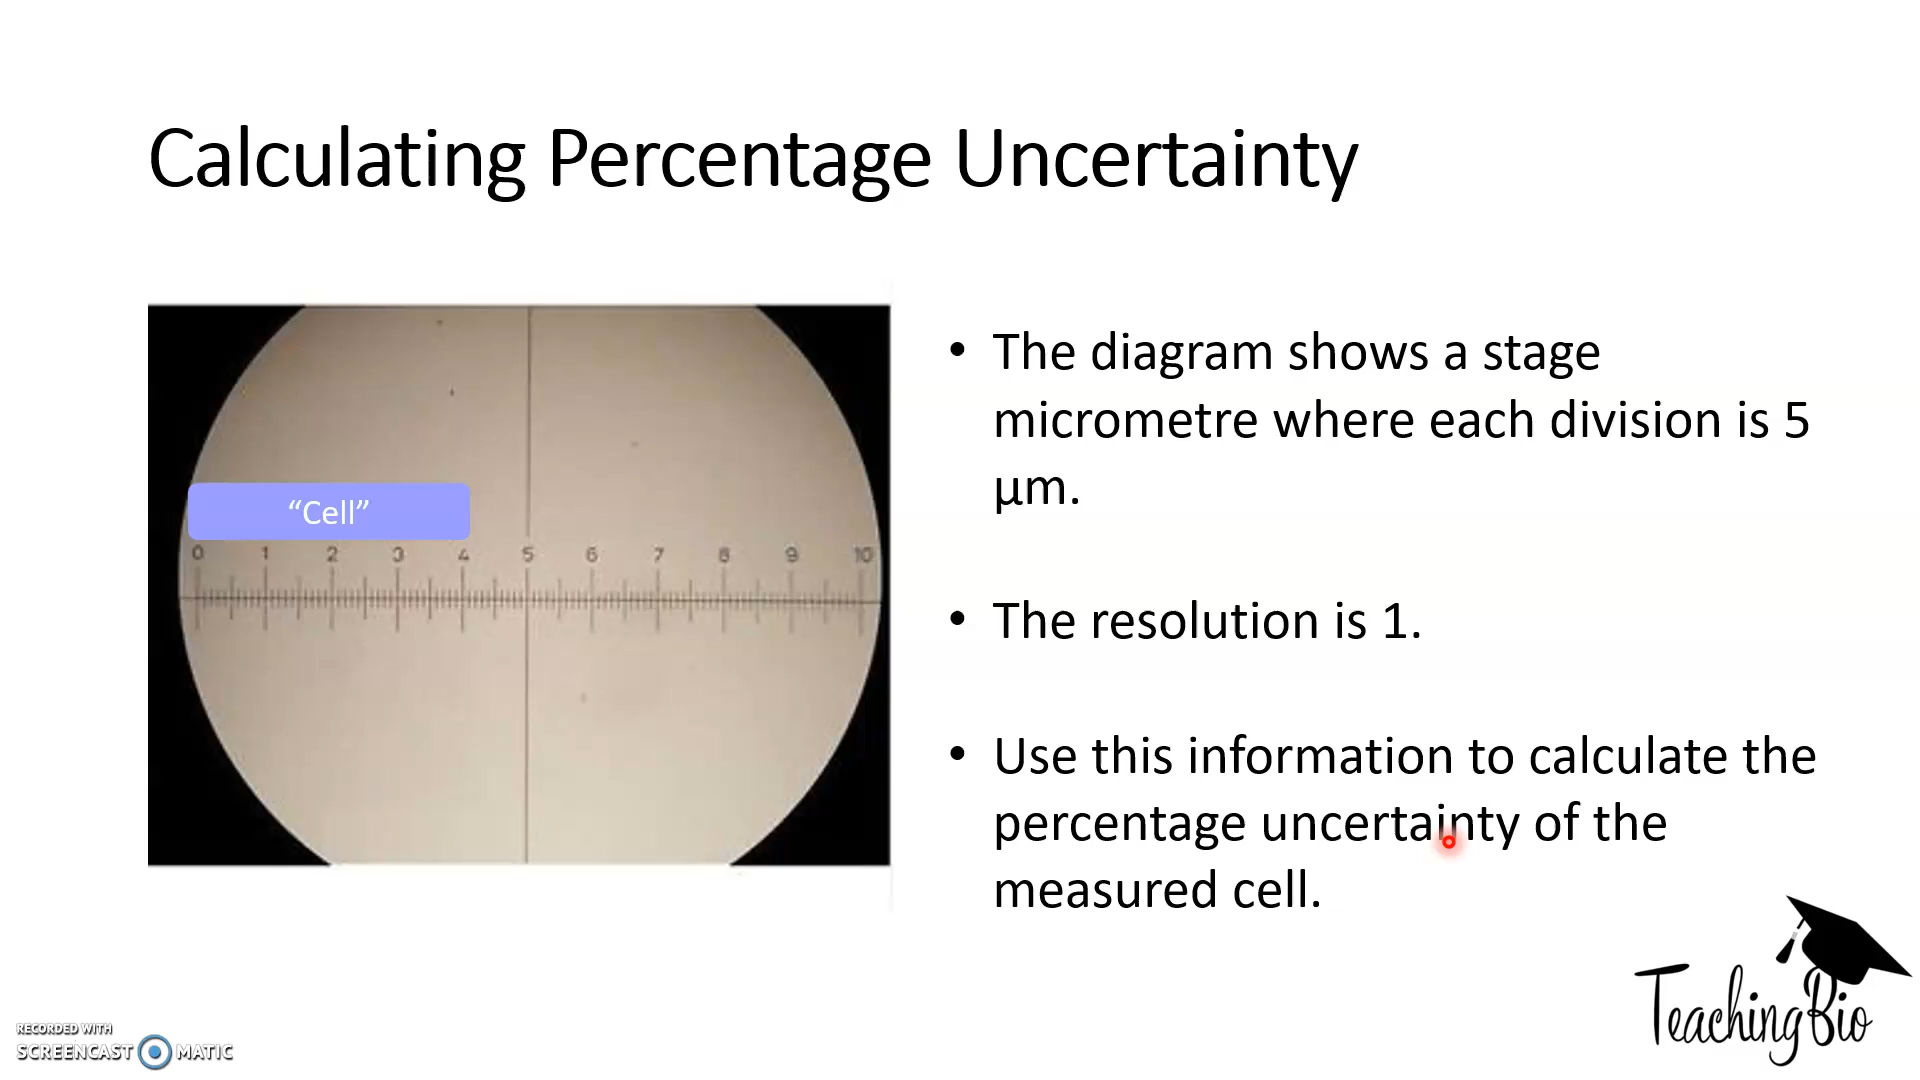 Calculating Percentage Uncertainty
“Cell”
0 1 2 3 4 5 6 7 8 9 10
• The diagram shows a stage
micrometre where each division is 5
µm.
• The resolution is 1.
• Use this information to calculate the
percentage uncertainty of the
measured cell.
TeachingBio
RECORDED WITH
SCREENCAST MATIC